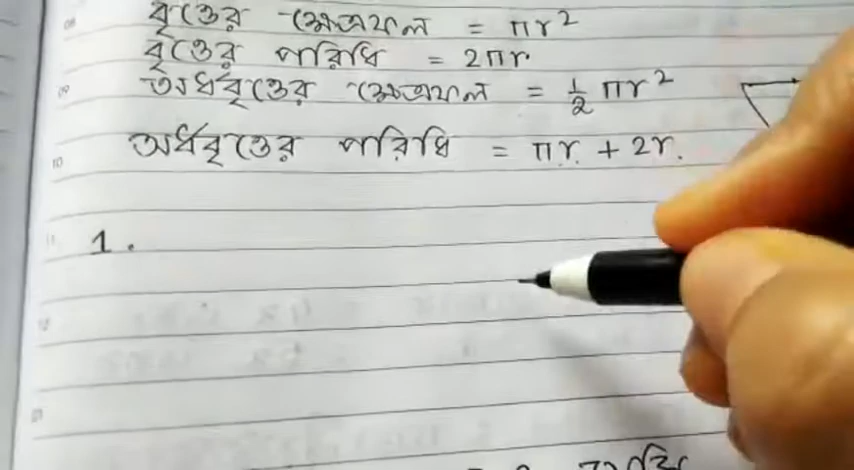 বৃত্তের ক্ষেত্রফল = πr²
বৃত্তের পরিধি = 2πr.
অর্ধবৃত্তের ক্ষেত্রফল = 1/2 πr²
অর্ধবৃত্তের পরিধি = πr + 2r.
1.